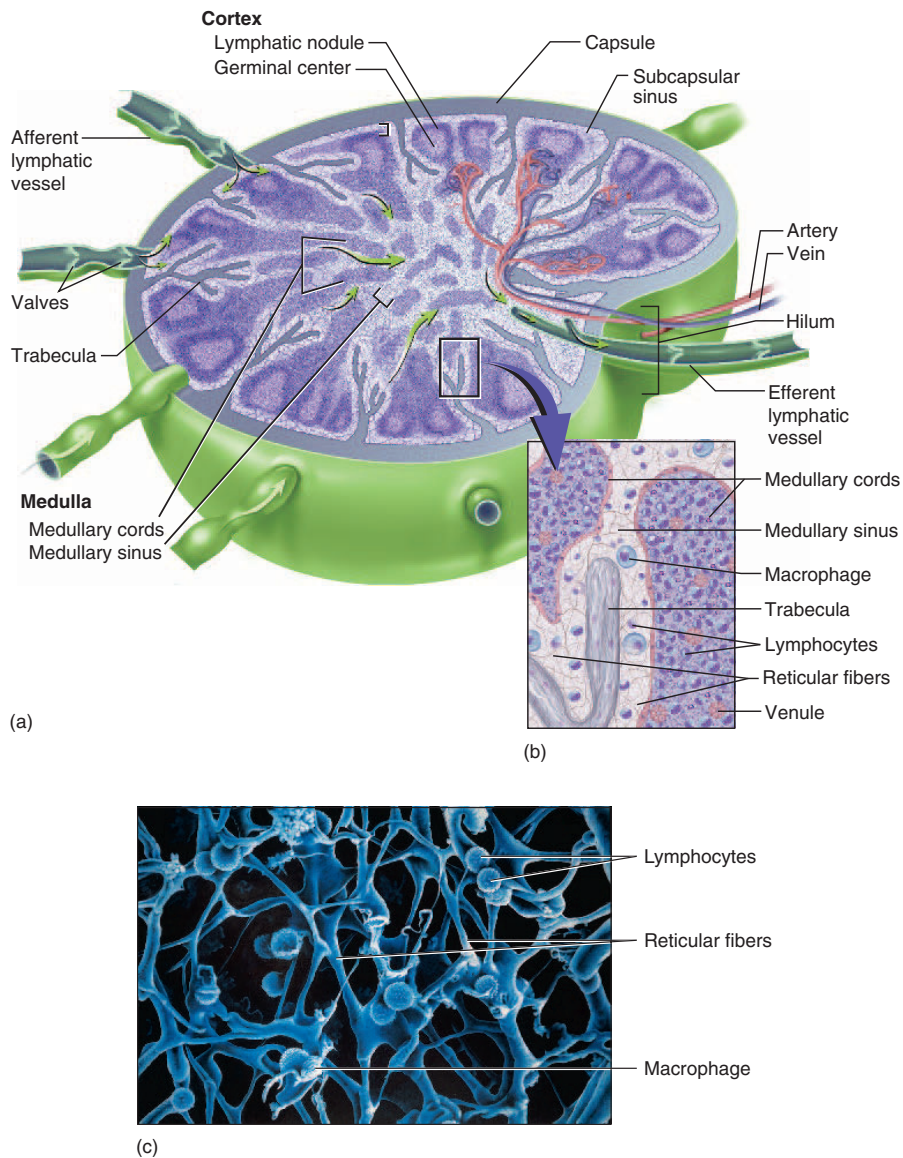 Cortex
Lymphatic nodule
Germinal center
Capsule
Subcapsular
sinus
Afferent
lymphatic
vessel
Artery
Vein
Valves
Hilum
Trabecula
Efferent
lymphatic
vessel
Medulla
Medullary cords
Medullary sinus
Medullary cords
Medullary sinus
Macrophage
Trabecula
Lymphocytes
Reticular fibers
Venule
(a)
(b)
Lymphocytes
Reticular fibers
Macrophage
(c)